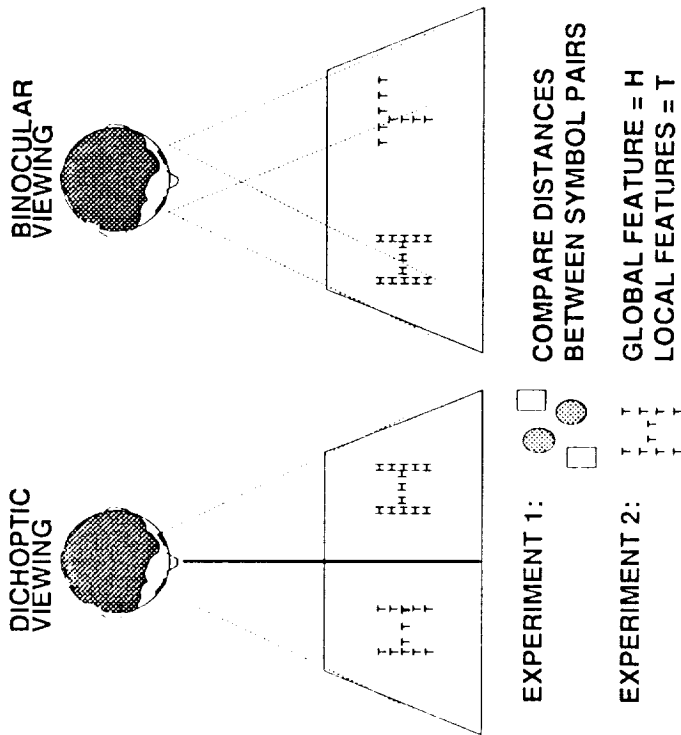 DICHOPTIC
VIEWING
BINOCULAR
VIEWING
EXPERIMENT 1:
COMPARE DISTANCES
BETWEEN SYMBOL PAIRS
EXPERIMENT 2:
GLOBAL FEATURE = H
LOCAL FEATURES = T